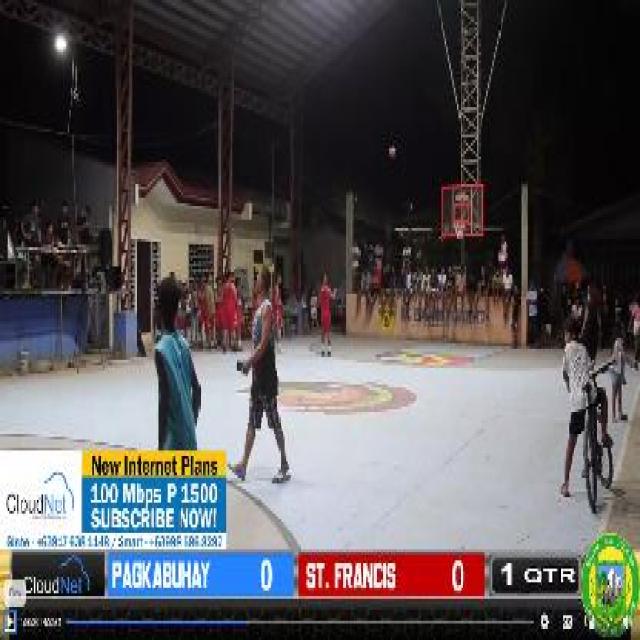 New Internet Plans
CloudNet
100 Mbps P 1500
SUBSCRIBE NOW!
CloudNet
PAGKABUHAY 0
ST. FRANCIS 0
1 QTR